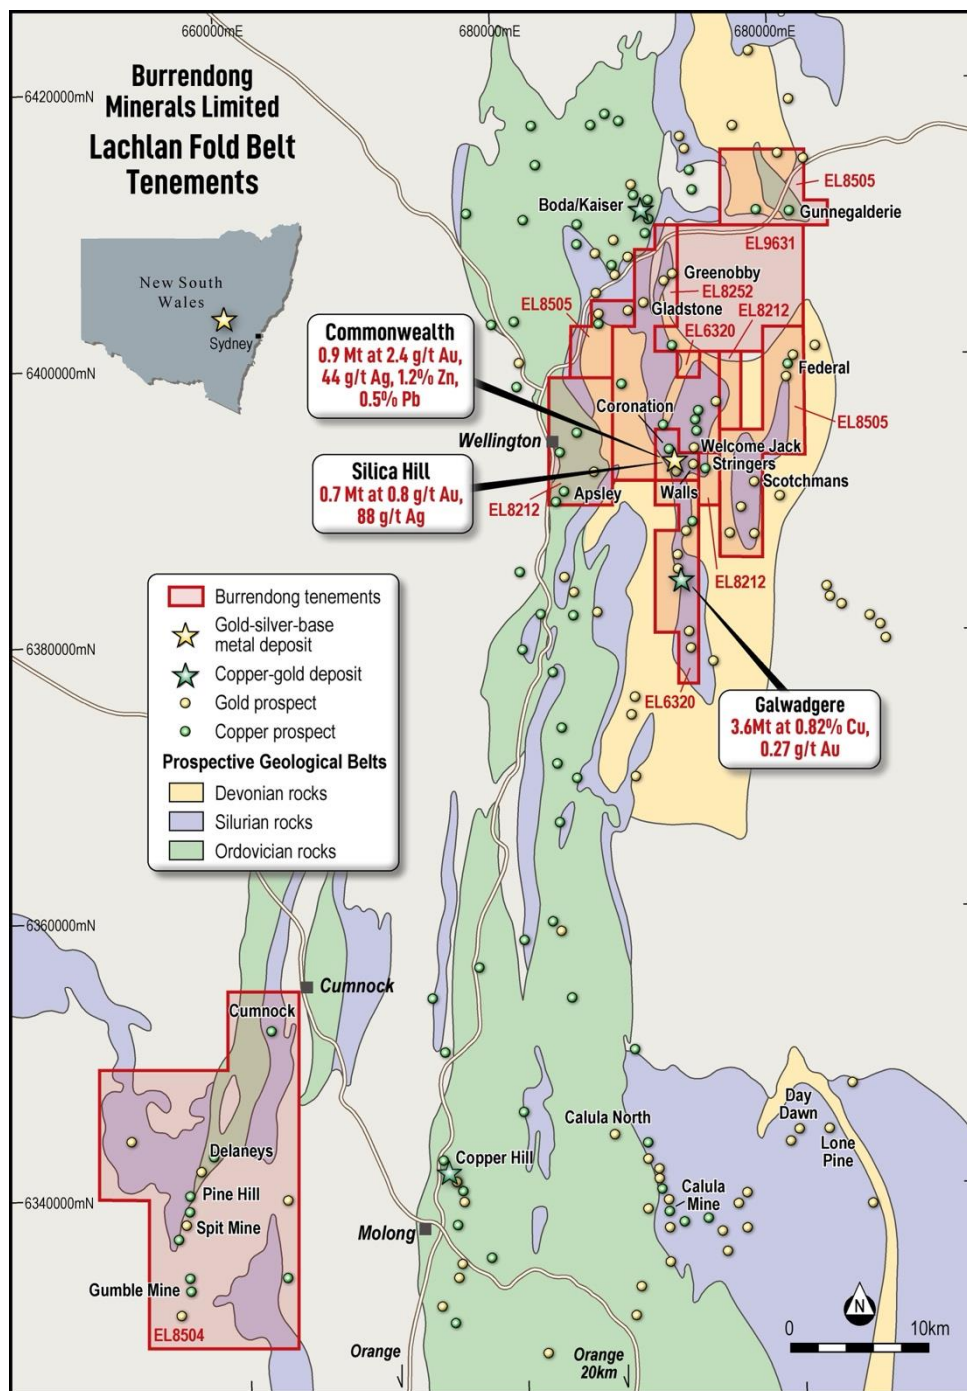 660000mE
680000mE
680000mE
Burrendong
Minerals Limited
Lachlan Fold Belt
Tenements
6420000mN
New South
Wales
Sydney
Boda/Kaiser
EL8505
Gunnegalderie
EL9631
Greenobby
EL8252
EL8505
Gladstone
EL8212
EL6320
Commonwealth
0.9 Mt at 2.4 g/t Au,
44 g/t Ag, 1.2% Zn,
0.5% Pb
6400000mN
Federal
Coronation
EL8505
Wellington
Welcome Jack
Stringers
Silica Hill
0.7 Mt at 0.8 g/t Au,
88 g/t Ag
Scotchmans
Walls
Apsley
EL8212
EL8212
Burrendong tenements
Gold-silver-base
metal deposit
Copper-gold deposit
Gold prospect
Copper prospect
Prospective Geological Belts
Devonian rocks
Silurian rocks
Ordovician rocks
6380000mN
EL6320
Galwadgere
3.6Mt at 0.82% Cu,
0.27 g/t Au
6360000mN
Cumnock
Cumnock
Calula North
Day
Dawn
Lone
Pine
Delaneys
Copper Hill
Pine Hill
Calula
Mine
6340000mN
Spit Mine
Molong
Gumble Mine
EL8504
N
0
10km
Orange
Orange
20km